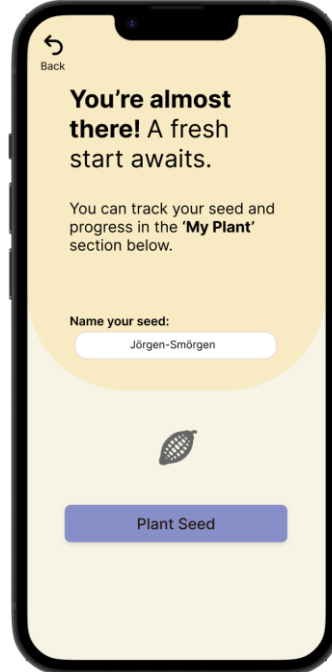 Back
You’re almost
there! A fresh
start awaits.
You can track your seed and
progress in the ‘My Plant’
section below.
Name your seed:
Jörgen-Smörgen
Plant Seed